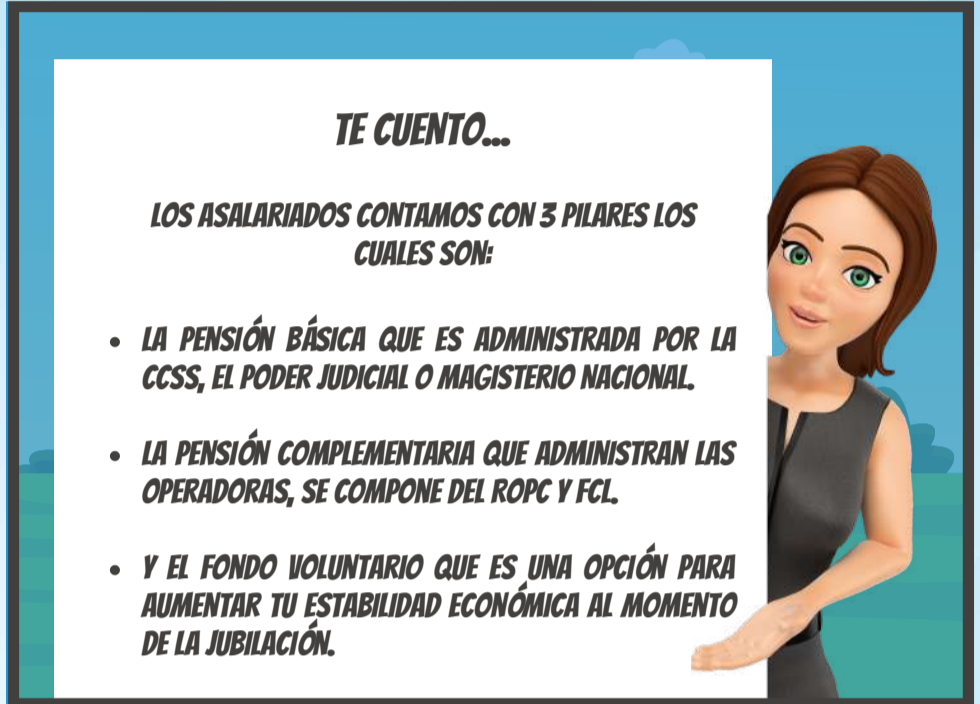 TE CUENTO...
LOS ASALARIADOS CONTAMOS CON 3 PILARES LOS
CUALES SON:
• LA PENSIÓN BÁSICA QUE ES ADMINISTRADA POR LA
CCSS, EL PODER JUDICIAL O MAGISTERIO NACIONAL.
• LA PENSIÓN COMPLEMENTARIA QUE ADMINISTRAN LAS
OPERADORAS, SE COMPONE DEL ROPC Y FCL.
• Y EL FONDO VOLUNTARIO QUE ES UNA OPCIÓN PARA
AUMENTAR TU ESTABILIDAD ECONÓMICA AL MOMENTO
DE LA JUBILACIÓN.